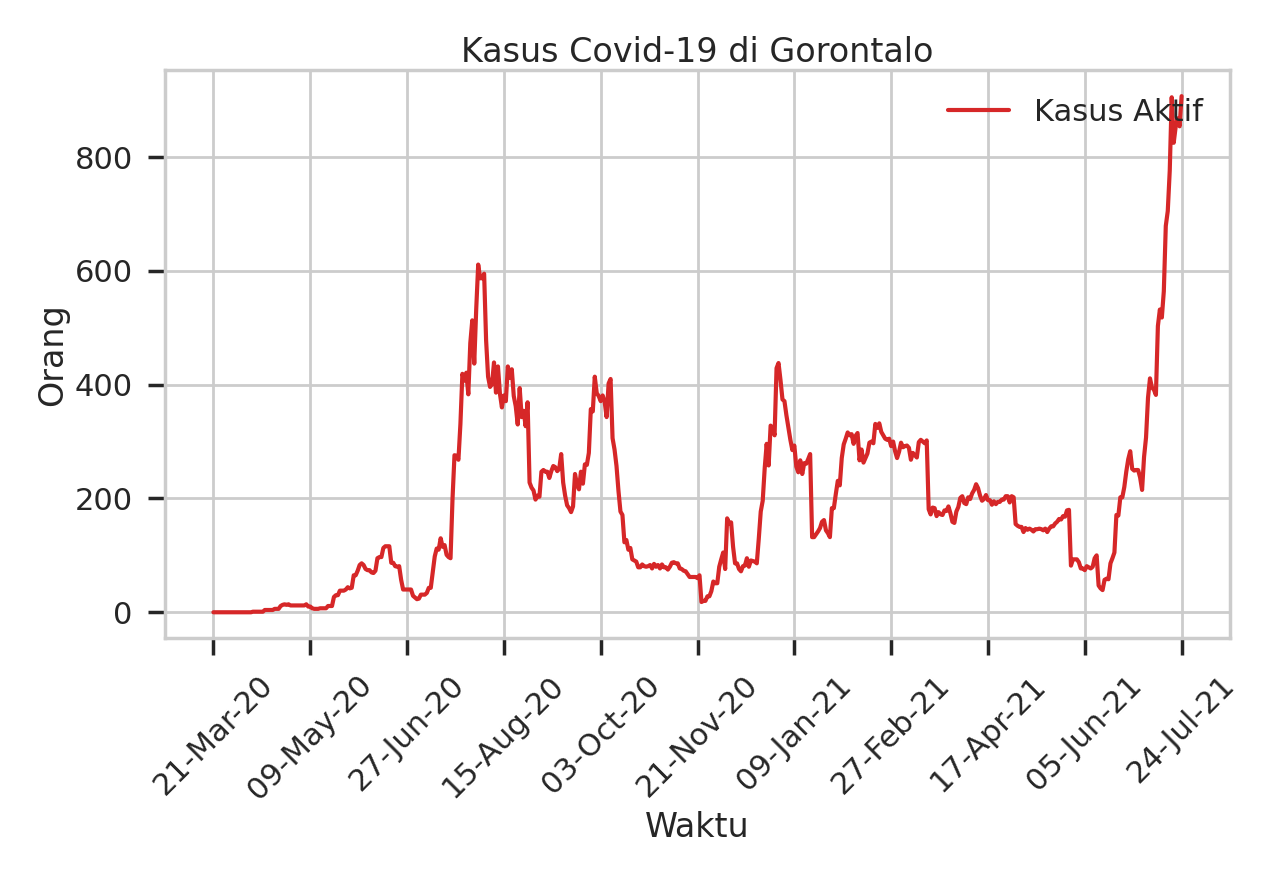 Kasus Covid-19 di Gorontalo
Kasus Aktif
800
600
400
200
0
Orang
21-Mar-20
09-May-20
27-Jun-20
15-Aug-20
03-Oct-20
21-Nov-20
09-Jan-21
27-Feb-21
17-Apr-21
05-Jun-21
24-Jul-21
Waktu